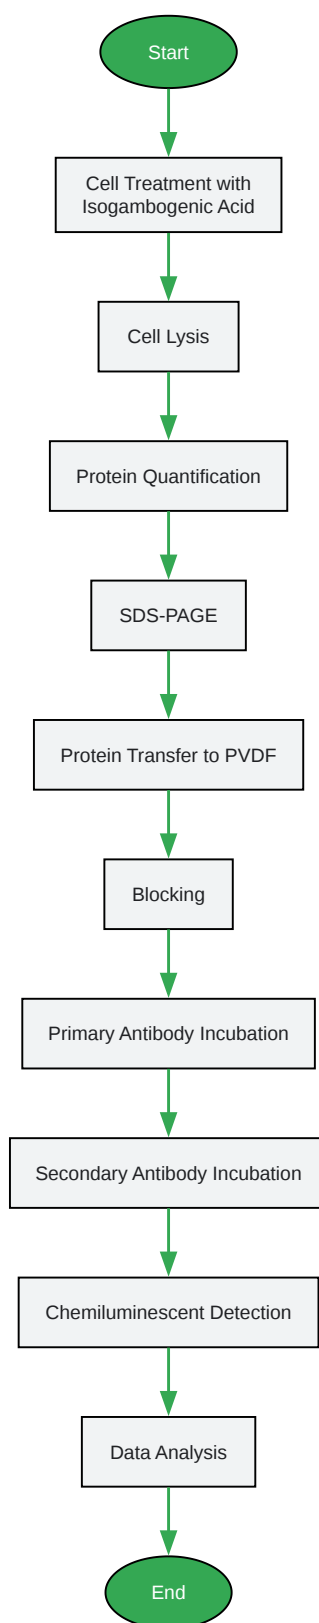 Start
Cell Treatment with
Isogambogenic Acid
Cell Lysis
Protein Quantification
SDS-PAGE
Protein Transfer to PVDF
Blocking
Primary Antibody Incubation
Secondary Antibody Incubation
Chemiluminescent Detection
Data Analysis
End